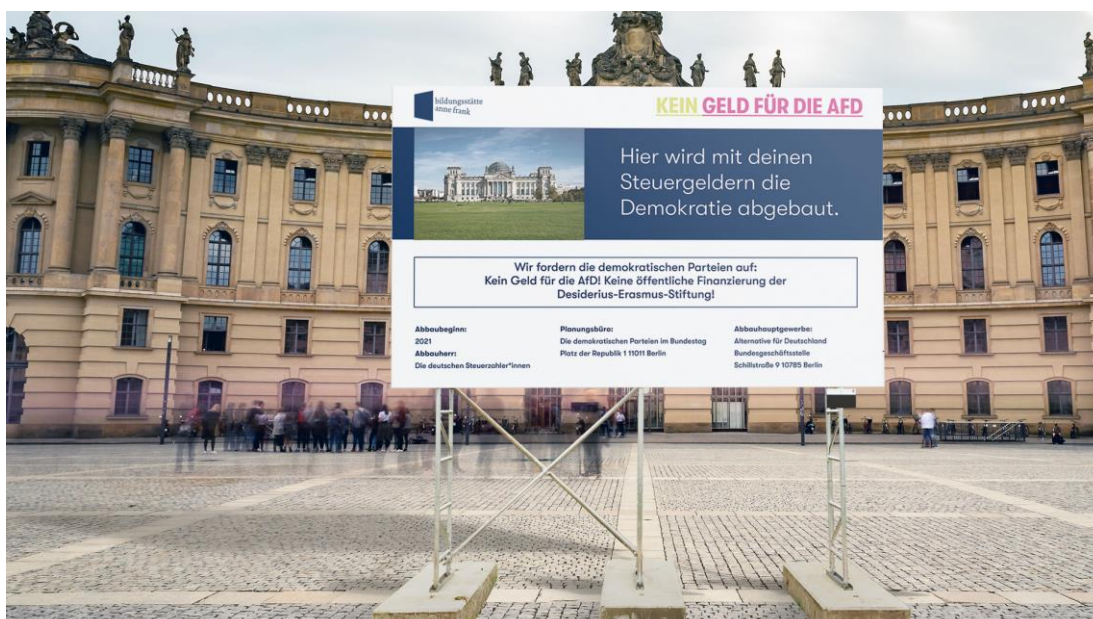 bildungsstätte
anne frank
KEIN GELD FÜR DIE AFD
Hier wird mit deinen
Steuergeldern die
Demokratie abgebaut.
Wir fordern die demokratischen Parteien auf:
Kein Geld für die AfD! Keine öffentliche Finanzierung der
Desiderius-Erasmus-Stiftung!
Abbaubeginn:
2021
Abbauherr:
Die deutschen Steuerzahler*innen
Planungsbüro:
Die demokratischen Parteien im Bundestag
Platz der Republik 1 11011 Berlin
Abbauhauptgewerbe:
Alternative für Deutschland
Bundesgeschäftsstelle
Schillstraße 9 10785 Berlin